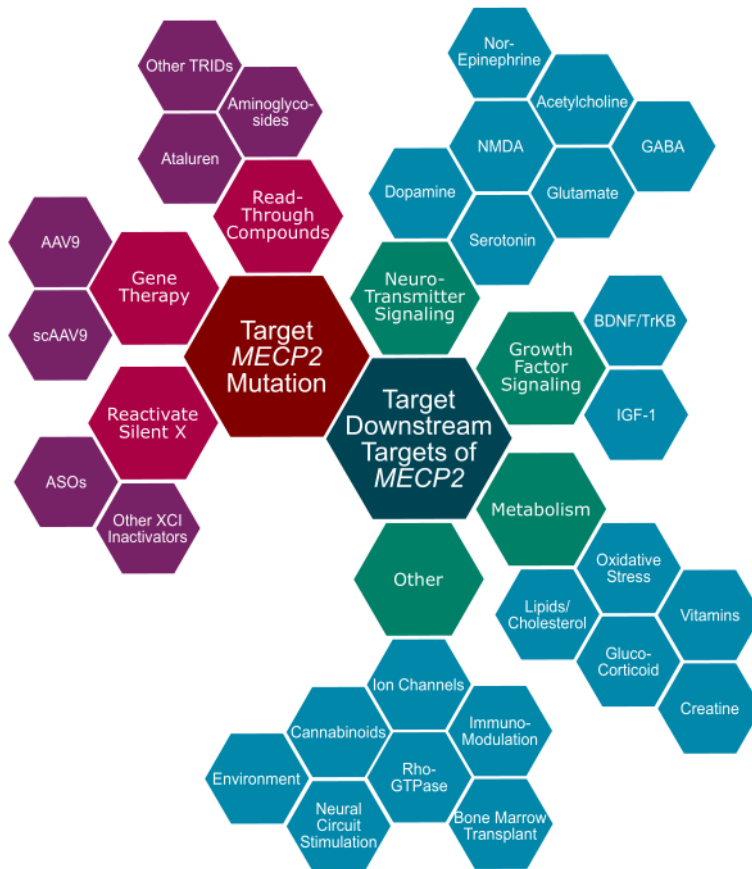 Nor-
Epinephrine
Other TRIDs
Aminoglyco-
sides
Acetylcholine
Ataluren
NMDA
GABA
Dopamine
Glutamate
Read-
Through
Compounds
Serotonin
AAV9
Gene
Therapy
Neuro-
Transmitter
Signaling
scAAV9
Target
MECP2
Mutation
BDNF/TrKB
Growth
Factor
Signaling
Reactivate
Silent X
Target
Downstream
Targets of
MECP2
IGF-1
ASOs
Other XCI
Inactivators
Metabolism
Other
Oxidative
Stress
Lipids/
Cholesterol
Vitamins
Gluco-
Corticoid
Creatine
Ion Channels
Cannabinoids
Immuno-
Modulation
Environment
Rho-
GTPase
Neural
Circuit
Stimulation
Bone Marrow
Transplant